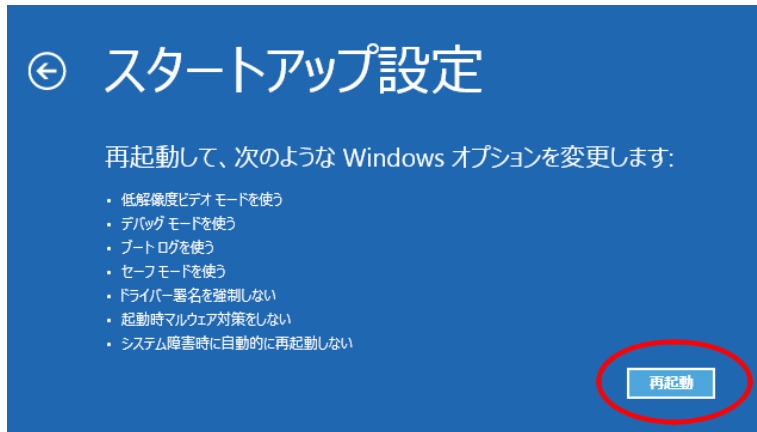 スタートアップ設定
再起動して、次のような Windows オプションを変更します:
• 低解像度ビデオ モードを使う
• デバッグ モードを使う
• ブート ログを使う
• セーフ モードを使う
• ドライバー署名を強制しない
• 起動時マルウェア対策をしない
• システム障害時に自動的に再起動しない
再起動